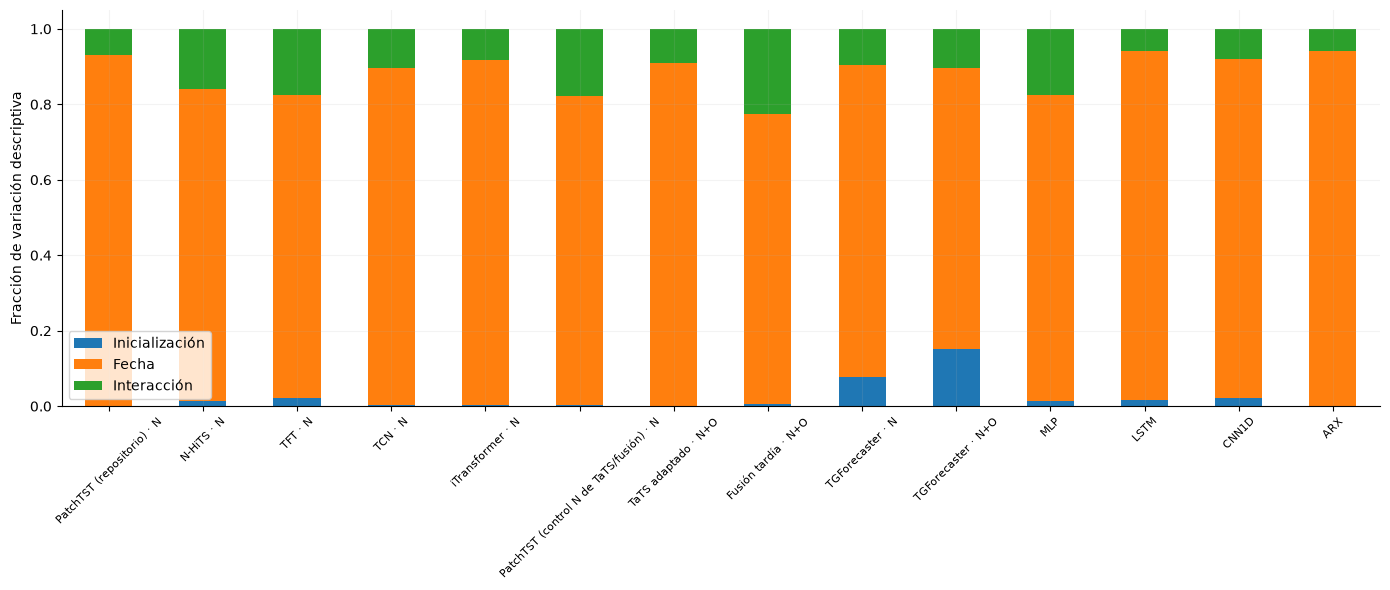 Fracción de variación descriptiva
1.0
0.8
0.6
0.4
0.2
0.0
Inicialización
Fecha
Interacción
PatchTST (repositorio) · N
N-HITS · N
TFT · N
TCN · N
iTransformer · N
PatchTST (control N de TaTS/fusión) · N
TaTS adaptado · N+O
Fusión tardía · N+O
TGForecaster · N
TGForecaster · N+O
MLP
LSTM
CNN1D
ARX